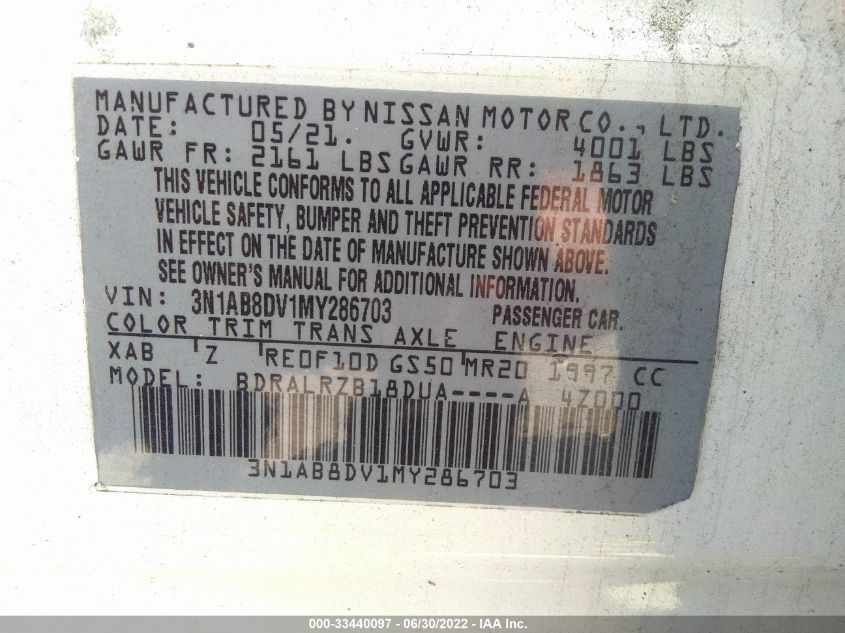 MANUFACTURED BY NISSAN MOTOR CO., LTD.
DATE: 05/21. GVWR: 4001 LBS
GAWR FR: 2161 LBS GAWR RR: 1863 LBS
THIS VEHICLE CONFORMS TO ALL APPLICABLE FEDERAL MOTOR
VEHICLE SAFETY, BUMPER AND THEFT PREVENTION STANDARDS
IN EFFECT ON THE DATE OF MANUFACTURE SHOWN ABOVE.
SEE OWNER'S MANUAL FOR ADDITIONAL INFORMATION.
VIN: 3N1AB8DV1MY286703 PASSENGER CAR.
COLOR TRIM TRANS AXLE ENGINE
XAB Z RE0F10D GS50 MR20 1997 CC
MODEL: BDRALRZB18DUA----A 4Z000
3N1AB8DV1MY286703
000-33440097 - 06/30/2022 - IAA Inc.